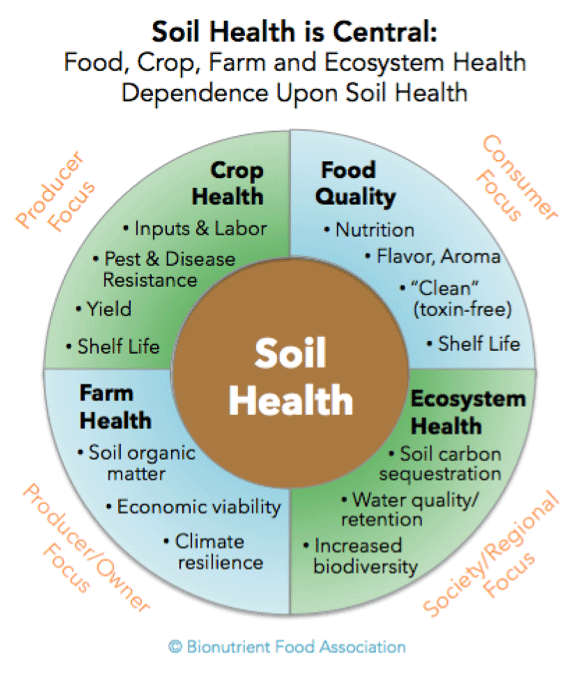 Soil Health is Central:
Food, Crop, Farm and Ecosystem Health
Dependence Upon Soil Health
Producer
Focus
Crop
Health
• Inputs & Labor
• Pest & Disease
Resistance
• Yield
• Shelf Life
Consumer
Focus
Food
Quality
• Nutrition
• Flavor, Aroma
• “Clean“
(toxin-free)
• Shelf Life
Soil
Health
Farm
Health
• Soil organic
matter
• Economic viability
• Climate
resilience
Producer/Owner
Focus
Ecosystem
Health
• Soil carbon
sequestration
• Water quality/
retention
• Increased
biodiversity
Society/Regional
Focus
© Bionutrient Food Association